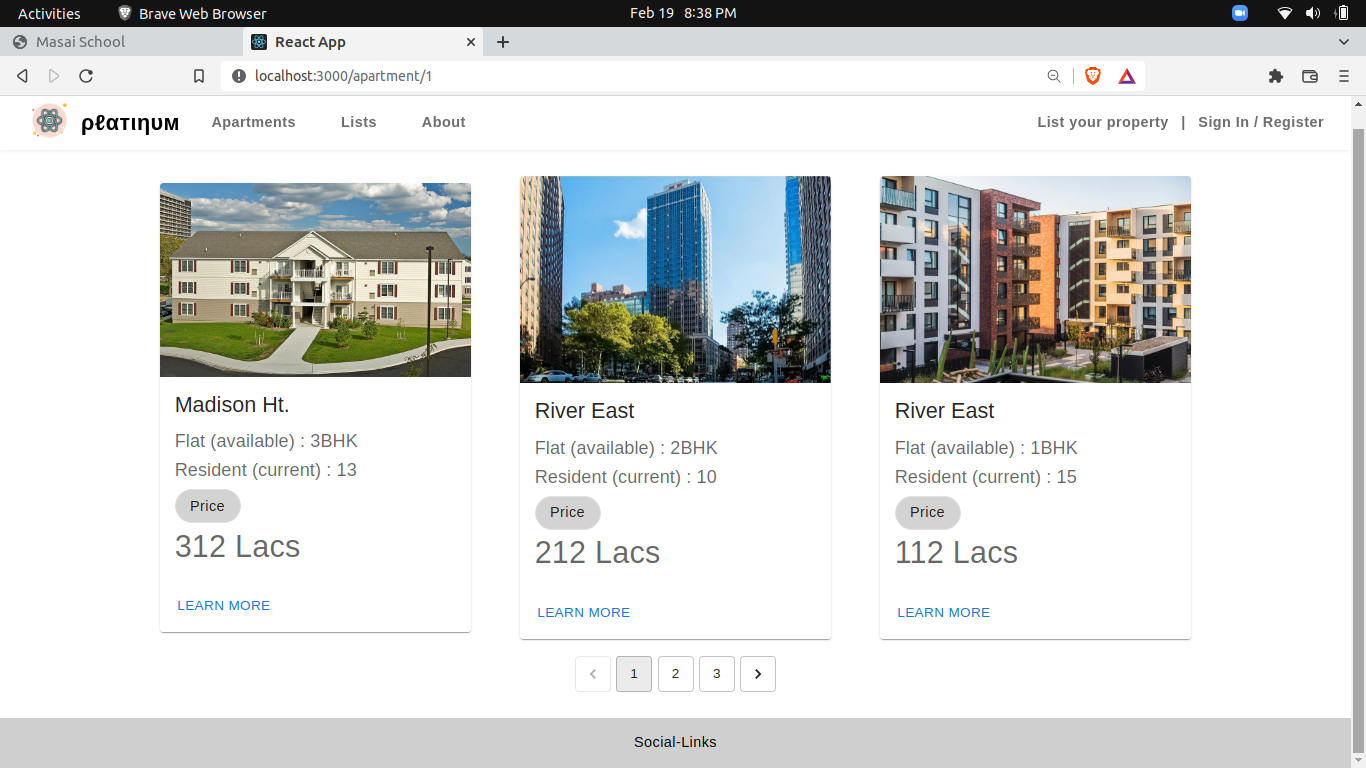 Activities
Brave Web Browser
Feb 19 8:38 PM
Masai School
React App
localhost:3000/apartment/1
ρℓατιηυм
Apartments
Lists
About
List your property | Sign In / Register
Madison Ht.
Flat (available) : 3BHK
Resident (current) : 13
Price
312 Lacs
LEARN MORE
River East
Flat (available) : 2BHK
Resident (current) : 10
Price
212 Lacs
LEARN MORE
River East
Flat (available) : 1BHK
Resident (current) : 15
Price
112 Lacs
LEARN MORE
1 2 3
Social-Links